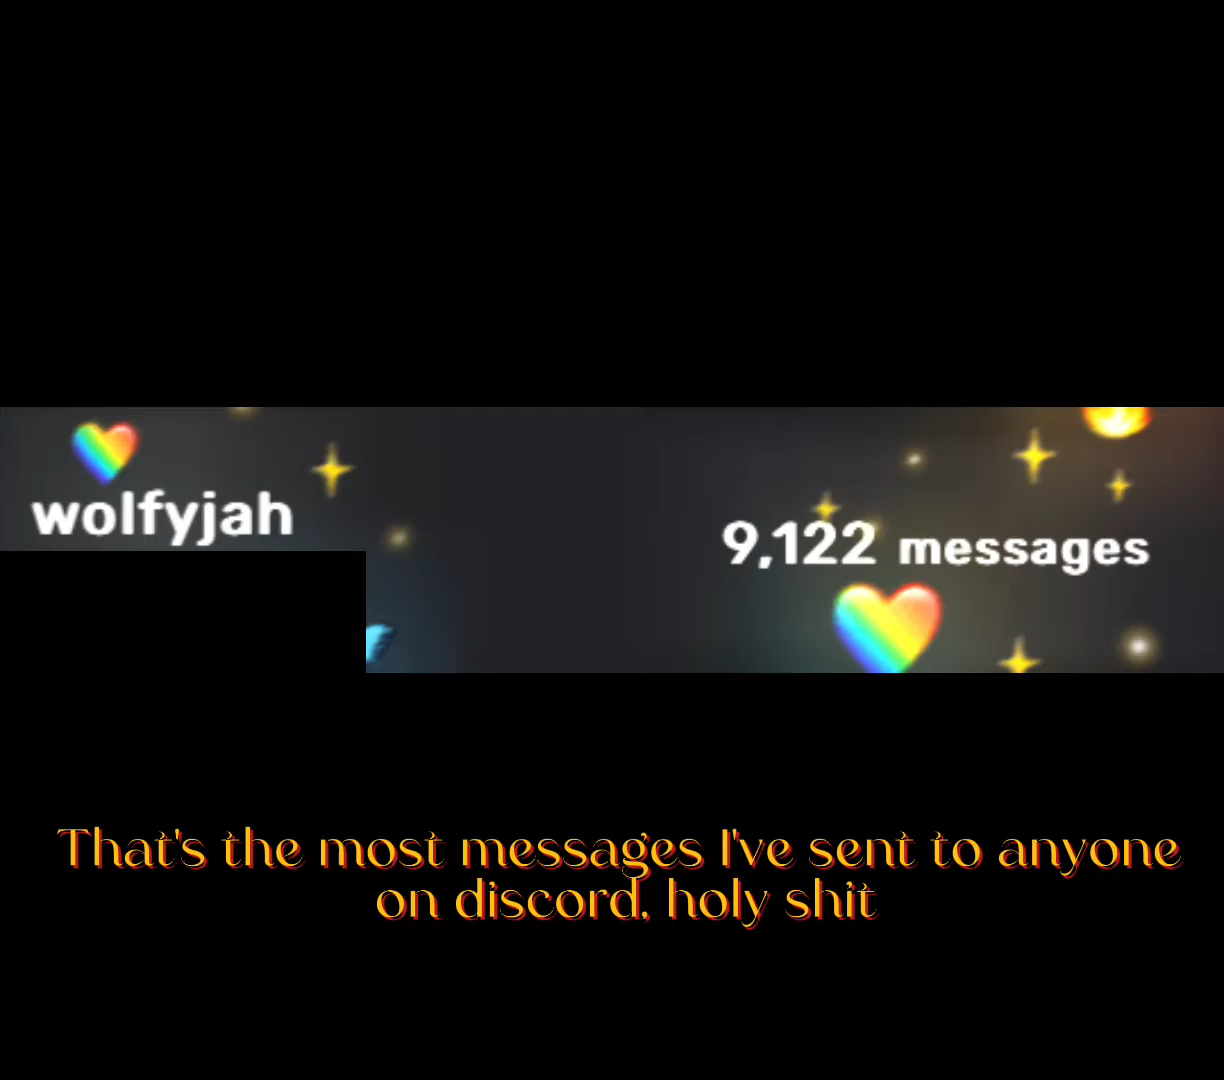 wolfyjah
9,122 messages
That's the most messages I've sent to anyone
on discord, holy shit